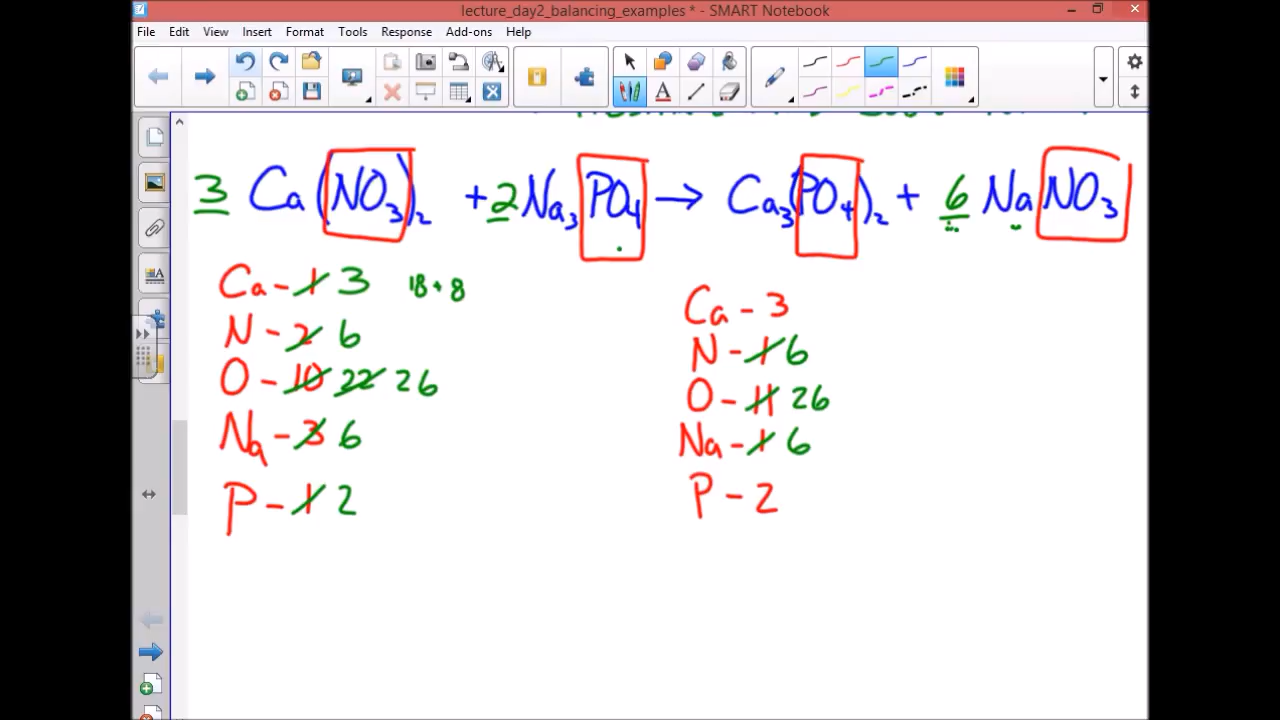 lecture_day2_balancing_examples * - SMART Notebook
File Edit View Insert Format Tools Response Add-ons Help
3 Ca(NO₃)₂ + 2 Na₃PO₄ → Ca₃(PO₄)₂ + 6 NaNO₃
Ca - 1 3 18 + 8
N - 2 6
O - 10 22 26
Na - 3 6
P - 1 2
Ca - 3
N - 1 6
O - 11 26
Na - 1 6
P - 2